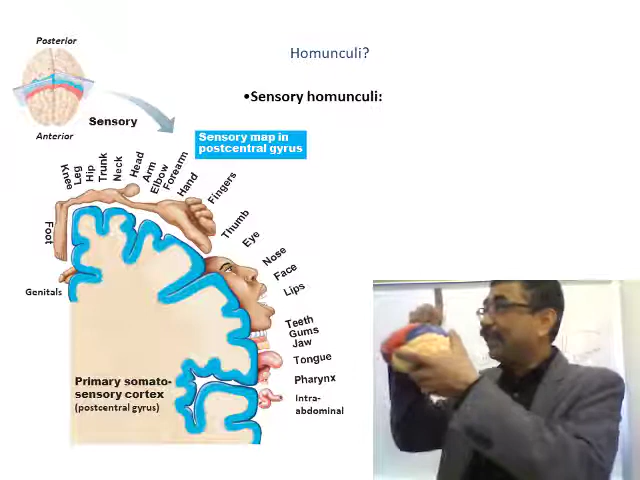 Posterior
Homunculi?
•Sensory homunculi:
Sensory
Anterior
Sensory map in
postcentral gyrus
Foot
Knee
Leg
Hip
Trunk
Neck
Head
Arm
Elbow
Forearm
Hand
Fingers
Thumb
Eye
Nose
Face
Lips
Genitals
Teeth
Gums
Jaw
Tongue
Pharynx
Intra-
abdominal
Primary somato-
sensory cortex
(postcentral gyrus)